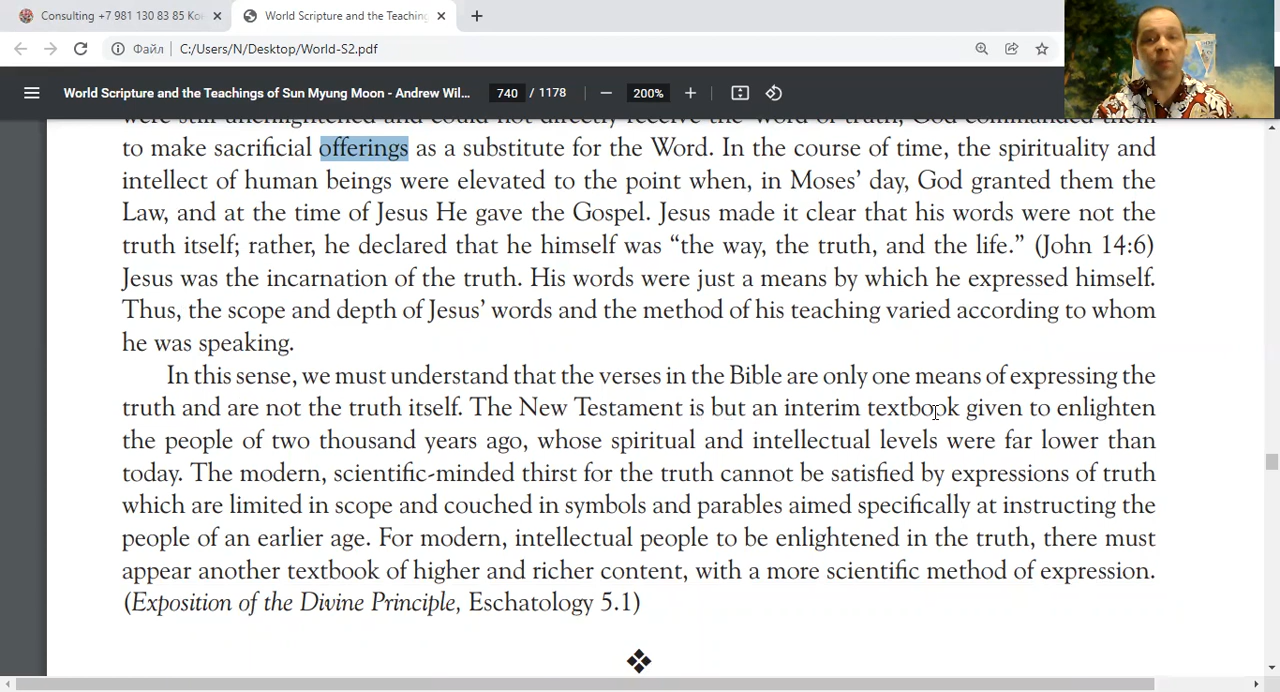 Consulting +7 981 130 83 85
World Scripture and the Teaching
Файл C:/Users/N/Desktop/World-S2.pdf
World Scripture and the Teachings of Sun Myung Moon - Andrew Wil... 740 / 1178 200%
were still unenlightened and could directly receive the Word of truth, God commanded them
to make sacrificial offerings as a substitute for the Word. In the course of time, the spirituality and
intellect of human beings were elevated to the point when, in Moses’ day, God granted them the
Law, and at the time of Jesus He gave the Gospel. Jesus made it clear that his words were not the
truth itself; rather, he declared that he himself was “the way, the truth, and the life.” (John 14:6)
Jesus was the incarnation of the truth. His words were just a means by which he expressed himself.
Thus, the scope and depth of Jesus’ words and the method of his teaching varied according to whom
he was speaking.
In this sense, we must understand that the verses in the Bible are only one means of expressing the
truth and are not the truth itself. The New Testament is but an interim textbook given to enlighten
the people of two thousand years ago, whose spiritual and intellectual levels were far lower than
today. The modern, scientific-minded thirst for the truth cannot be satisfied by expressions of truth
which are limited in scope and couched in symbols and parables aimed specifically at instructing the
people of an earlier age. For modern, intellectual people to be enlightened in the truth, there must
appear another textbook of higher and richer content, with a more scientific method of expression.
(Exposition of the Divine Principle, Eschatology 5.1)